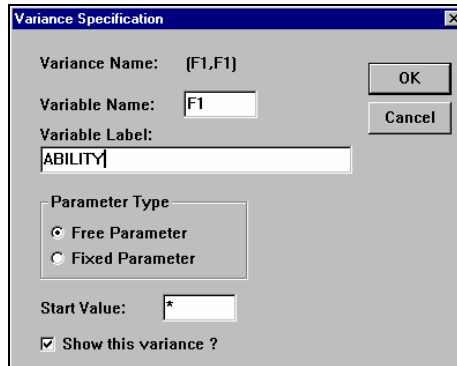 Variance Specification
Variance Name: (F1,F1)
OK
Variable Name: F1
Cancel
Variable Label:
ABILITY
Parameter Type
Free Parameter
Fixed Parameter
Start Value: *
Show this variance ?